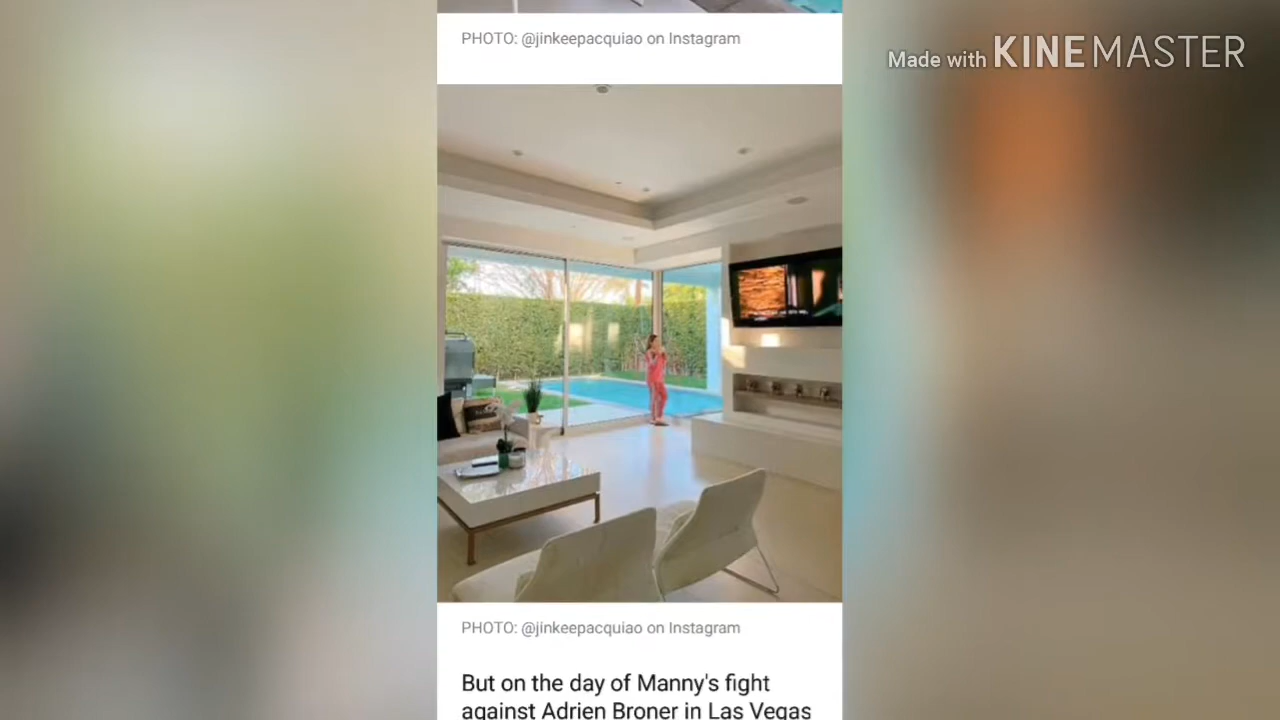 PHOTO: @jinkeepacquiao on Instagram
Made with KINEMASTER
PHOTO: @jinkeepacquiao on Instagram
But on the day of Manny's fight
against Adrien Broner in Las Vegas